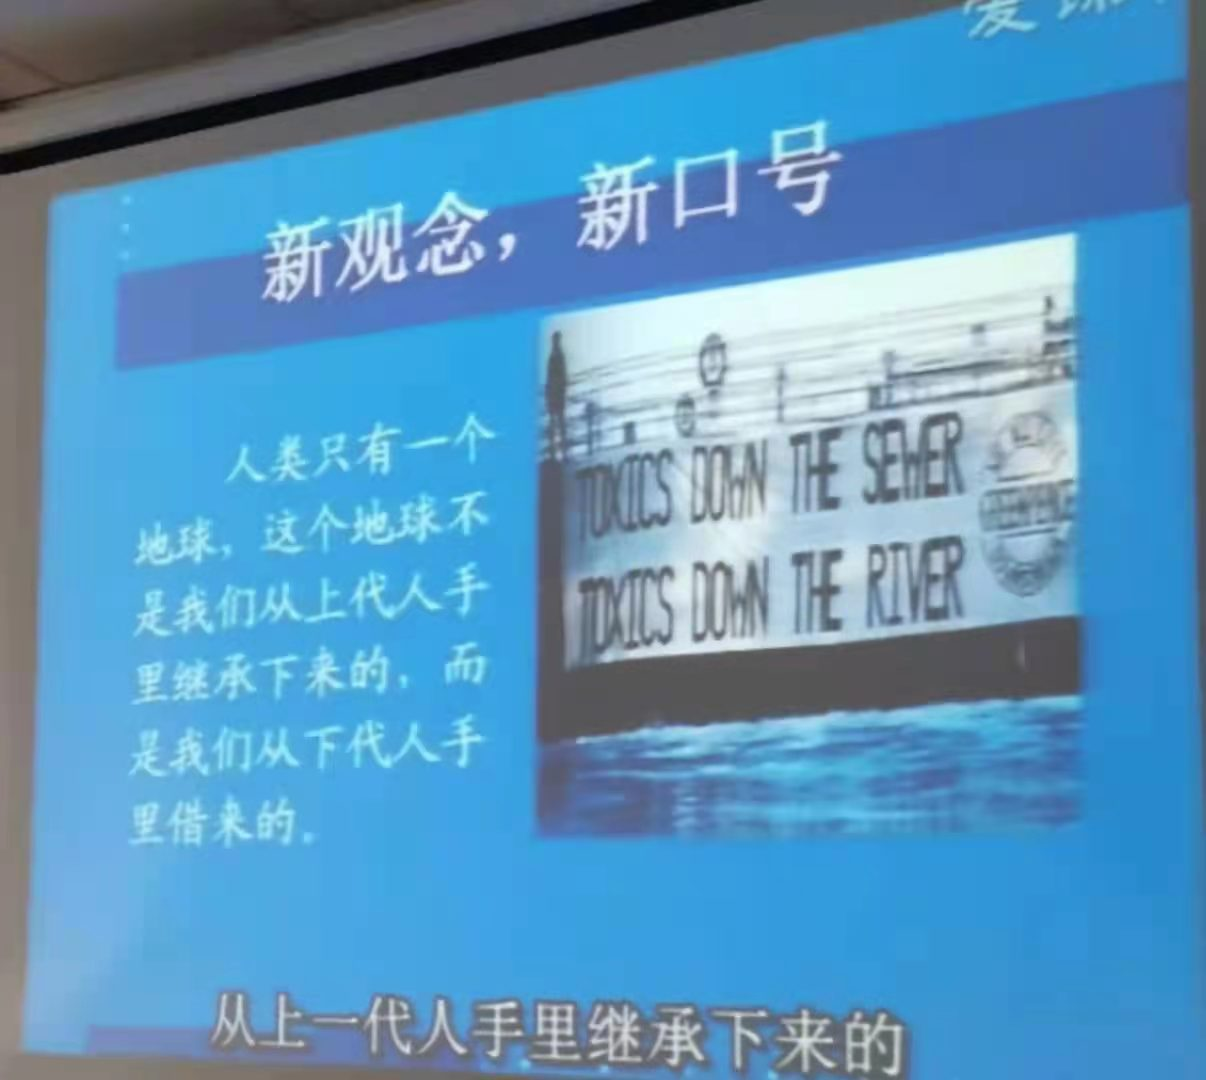 爱
新观念，新口号
人类只有一个
地球，这个地球不
是我们从上代人手
里继承下来的，而
是我们从下代人手
里借来的。
TOXICS DOWN THE SEWER
TOXICS DOWN THE RIVER
GREENPEACE
从上一代人手里继承下来的